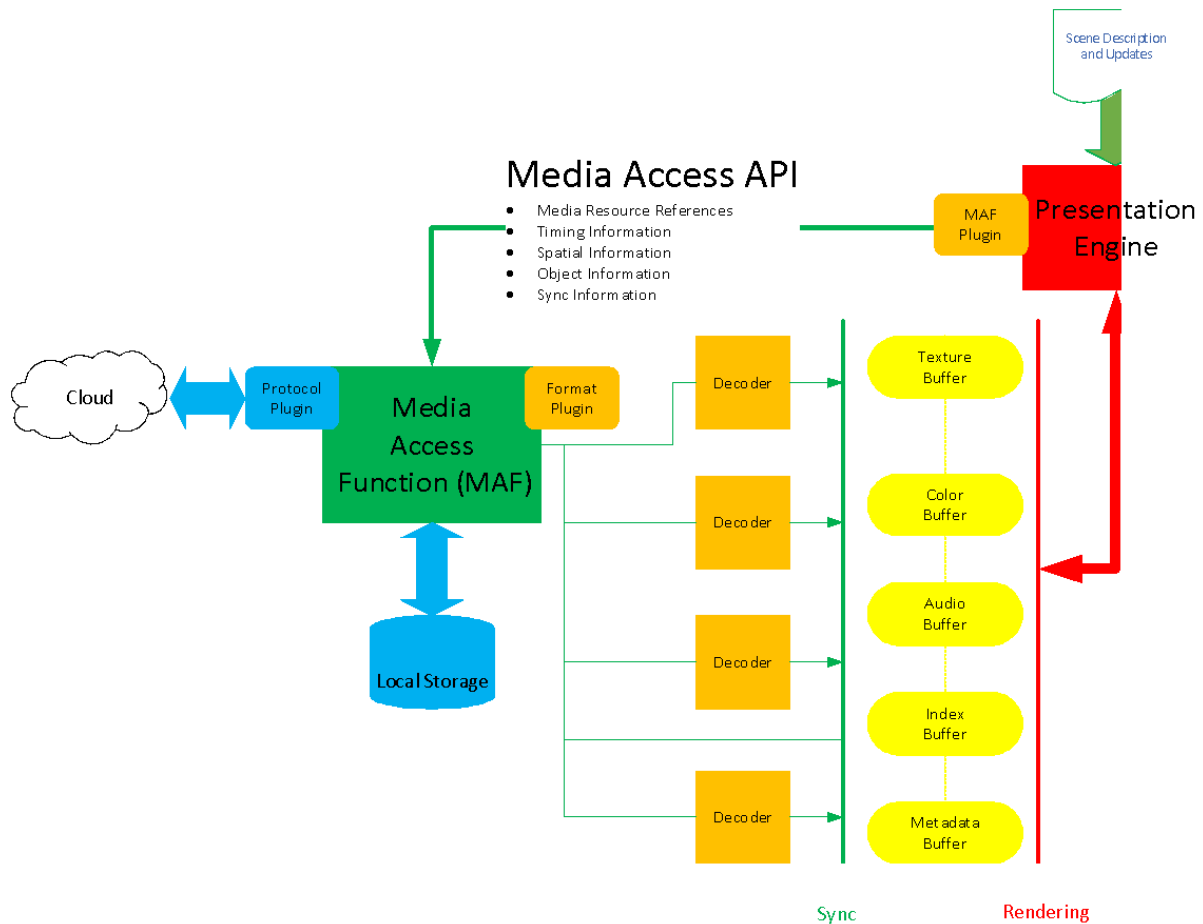 Scene Description
and Updates
Media Access API
• Media Resource References
• Timing Information
• Spatial Information
• Object Information
• Sync Information
MAF
Plugin
Presentation
Engine
Cloud
Protocol
Plugin
Media
Access
Function (MAF)
Format
Plugin
Local Storage
Decoder
Decoder
Decoder
Decoder
Texture
Buffer
Color
Buffer
Audio
Buffer
Index
Buffer
Metadata
Buffer
Sync
Rendering